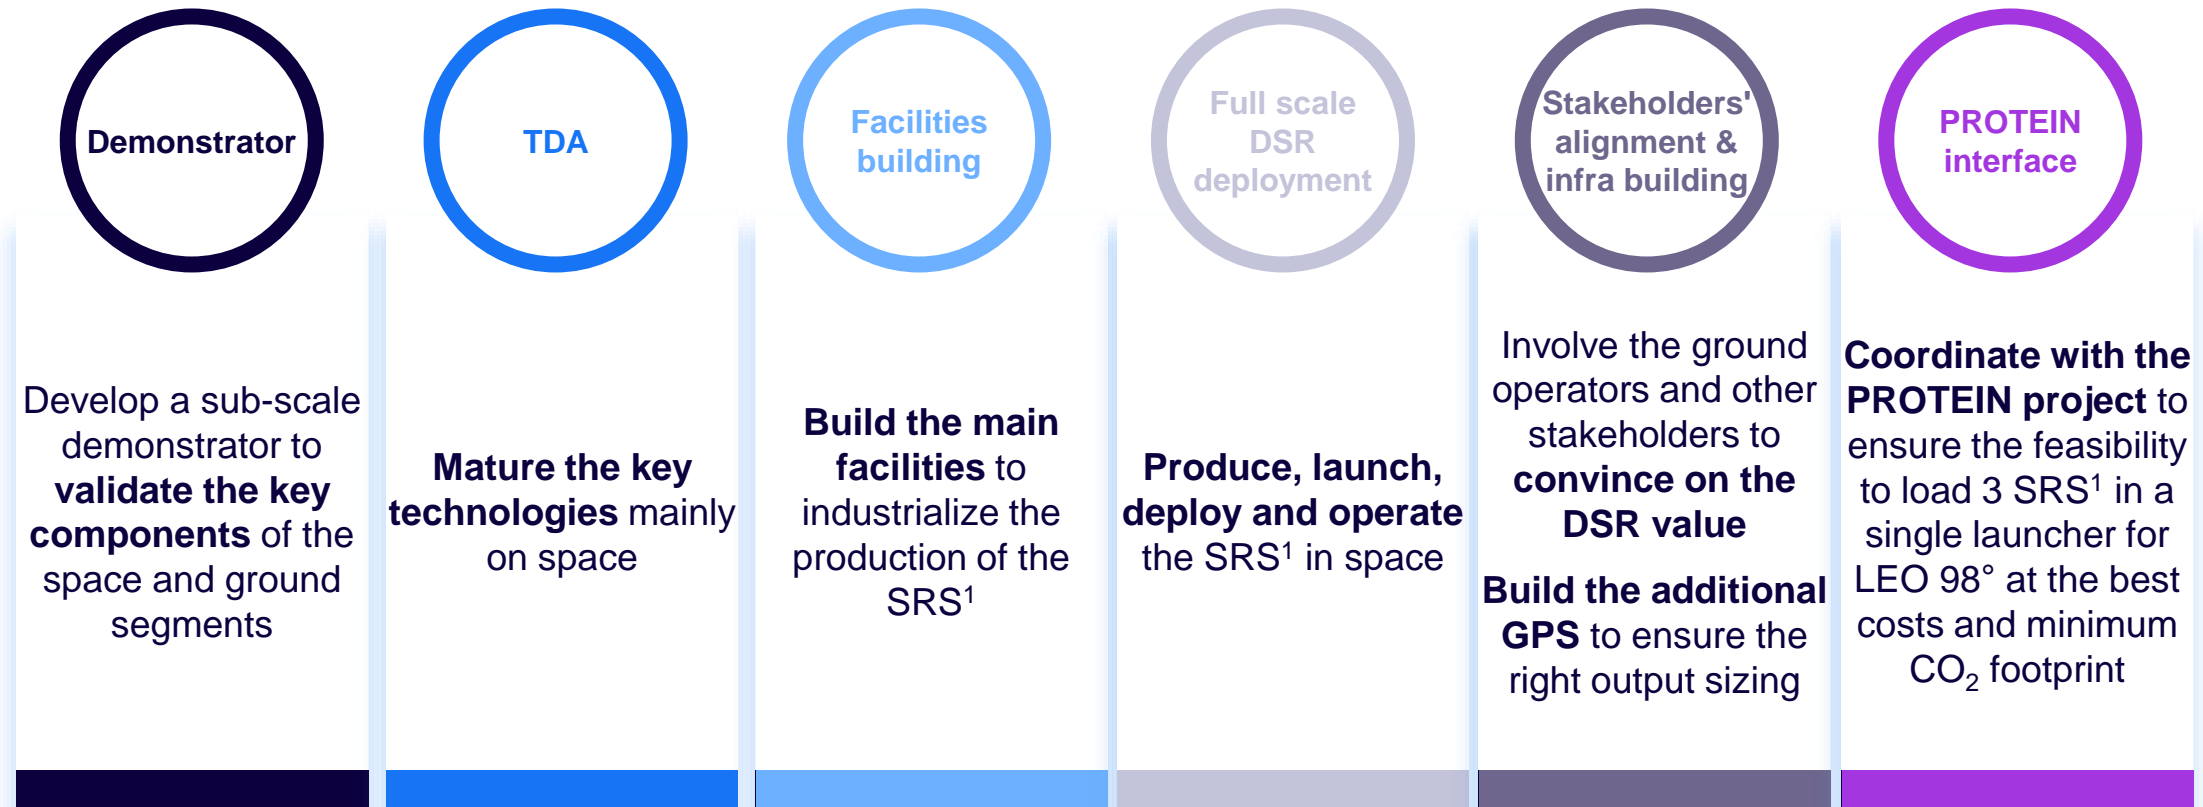 Demonstrator
TDA
Facilities
building
Full scale
DSR
deployment
Stakeholders'
alignment &
infra building
PROTEIN
interface
Develop a sub-scale
demonstrator to
validate the key
components of the
space and ground
segments
Mature the key
technologies mainly
on space
Build the main
facilities to
industrialize the
production of the
SRS¹
Produce, launch,
deploy and operate
the SRS¹ in space
Involve the ground
operators and other
stakeholders to
convince on the
DSR value
Build the additional
GPS to ensure the
right output sizing
Coordinate with the
PROTEIN project to
ensure the feasibility
to load 3 SRS¹ in a
single launcher for
LEO 98° at the best
costs and minimum
CO₂ footprint